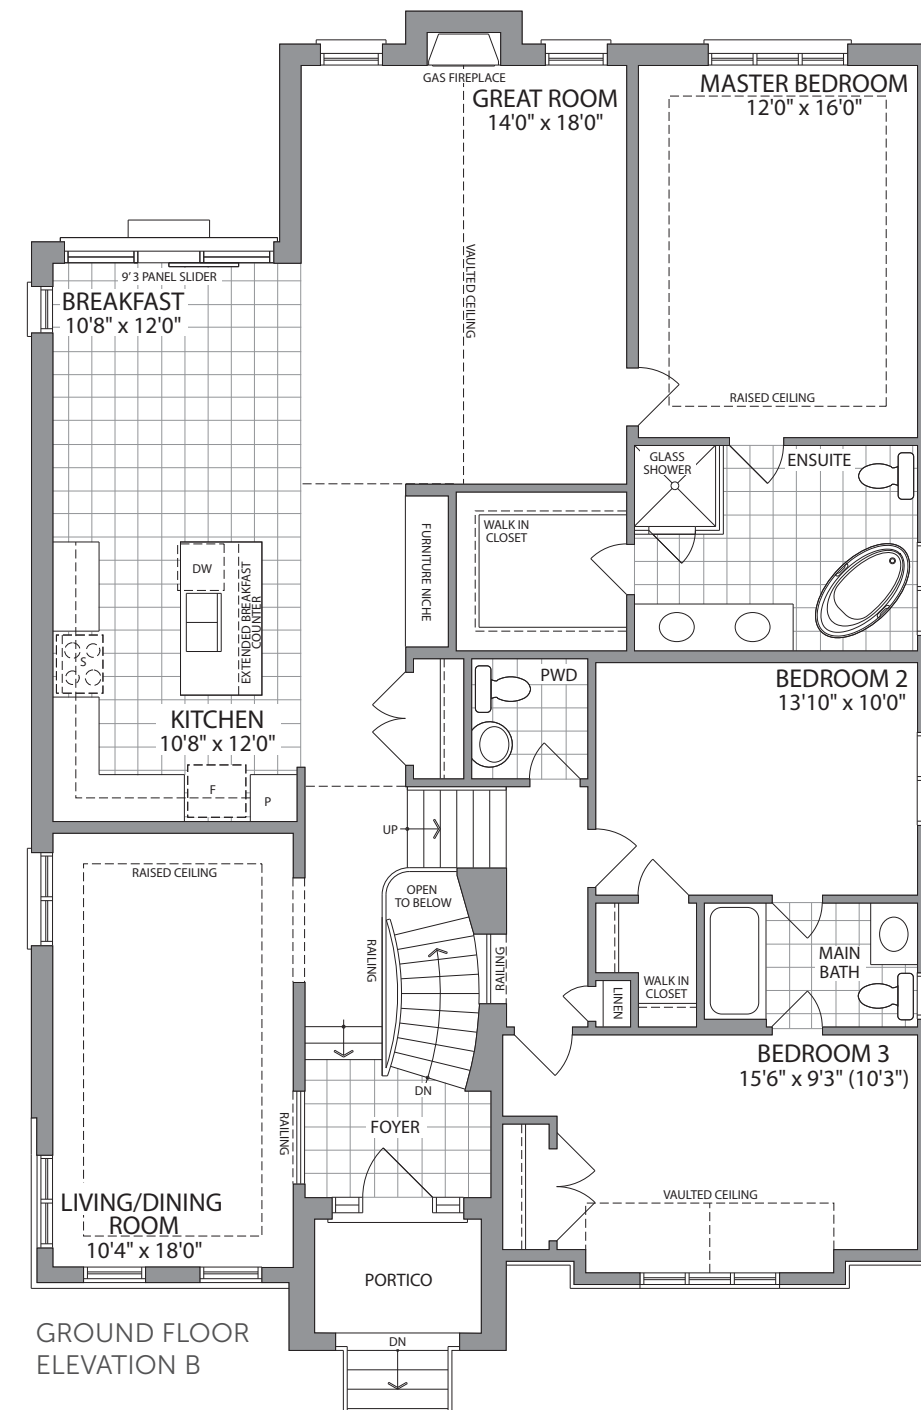 GAS FIREPLACE
GREAT ROOM
14'0" x 18'0"
MASTER BEDROOM
12'0" x 16'0"
VAULTED CEILING
9' 3 PANEL SLIDER
BREAKFAST
10'8" x 12'0"
RAISED CEILING
GLASS
SHOWER
ENSUITE
WALK IN
CLOSET
FURNITURE NICHE
DW
EXTENDED BREAKFAST
COUNTER
S
KITCHEN
10'8" x 12'0"
F
P
PWD
BEDROOM 2
13'10" x 10'0"
UP
RAISED CEILING
OPEN
TO BELOW
RAILING
RAILING
LINEN
WALK IN
CLOSET
MAIN
BATH
BEDROOM 3
15'6" x 9'3" (10'3")
DN
RAILING
FOYER
VAULTED CEILING
LIVING/DINING
ROOM
10'4" x 18'0"
PORTICO
DN
GROUND FLOOR
ELEVATION B